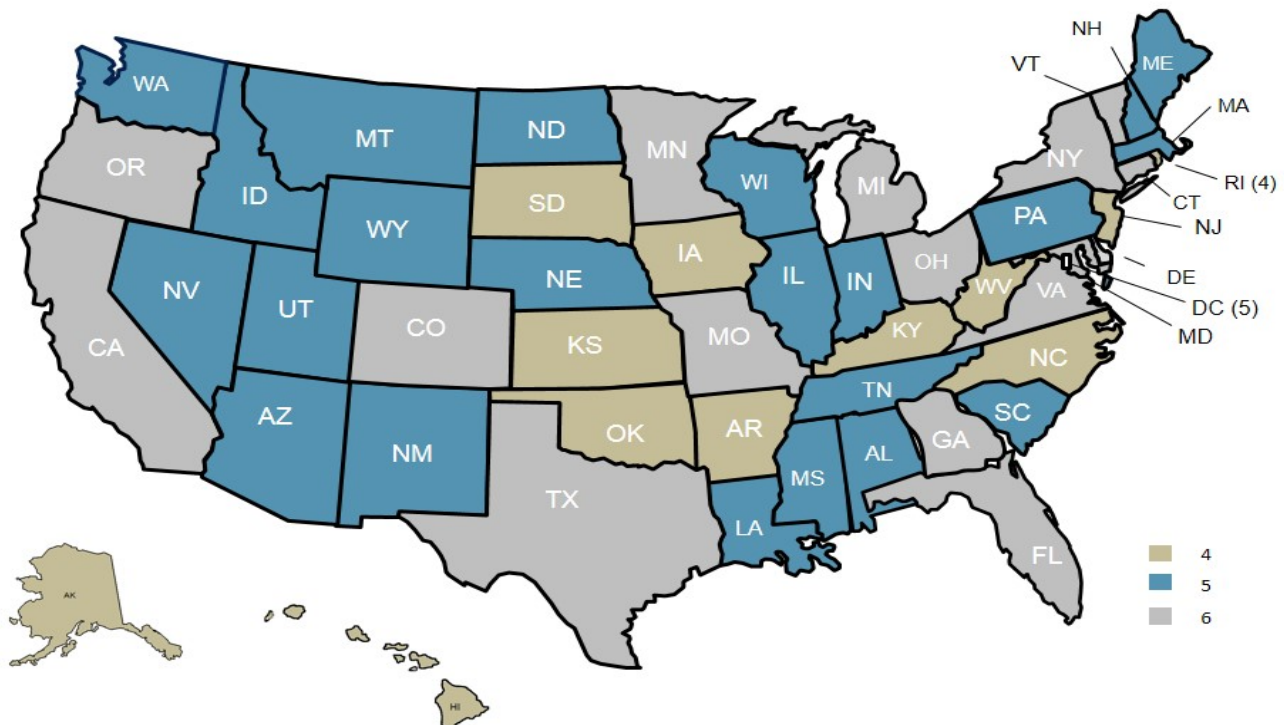 NH
VT
ME
WA
MA
MT
ND
MN
OR
NY
MI
RI (4)
ID
WI
CT
SD
PA
WY
NJ
IA
OH
NE
DE
IL
IN
WV
VA
NV
DC (5)
UT
CO
KY
MD
CA
KS
MO
NC
TN
AZ
SC
OK
AR
GA
NM
AL
MS
TX
LA
FL
4
5
6
AK
HI